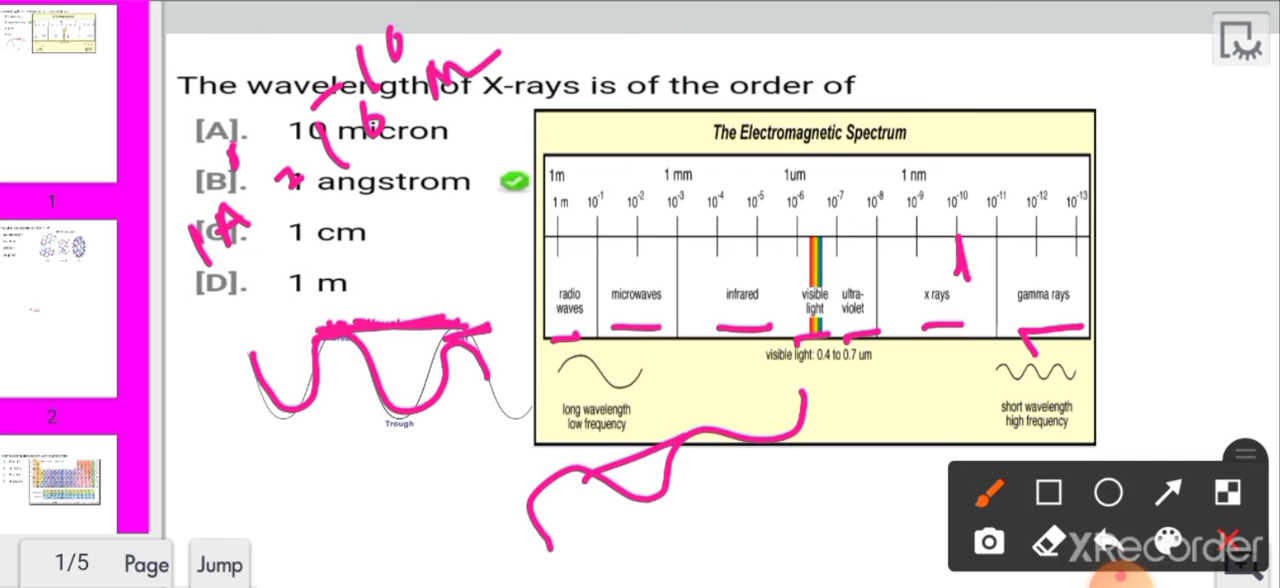 The wavelength of X-rays is of the order of
[A]. 10 micron
[B]. 1 angstrom
[C]. 1 cm
[D]. 1 m
Trough
The Electromagnetic Spectrum
1m 1 mm 1um 1 nm
1 m 10⁻¹ 10⁻² 10⁻³ 10⁻⁴ 10⁻⁵ 10⁻⁶ 10⁻⁷ 10⁻⁸ 10⁻⁹ 10⁻¹⁰ 10⁻¹¹ 10⁻¹² 10⁻¹³
radio waves microwaves infrared visible light ultra-violet x rays gamma rays
visible light: 0.4 to 0.7 um
long wavelength
low frequency
short wavelength
high frequency
1
2
1/5 Page Jump
XRecorder